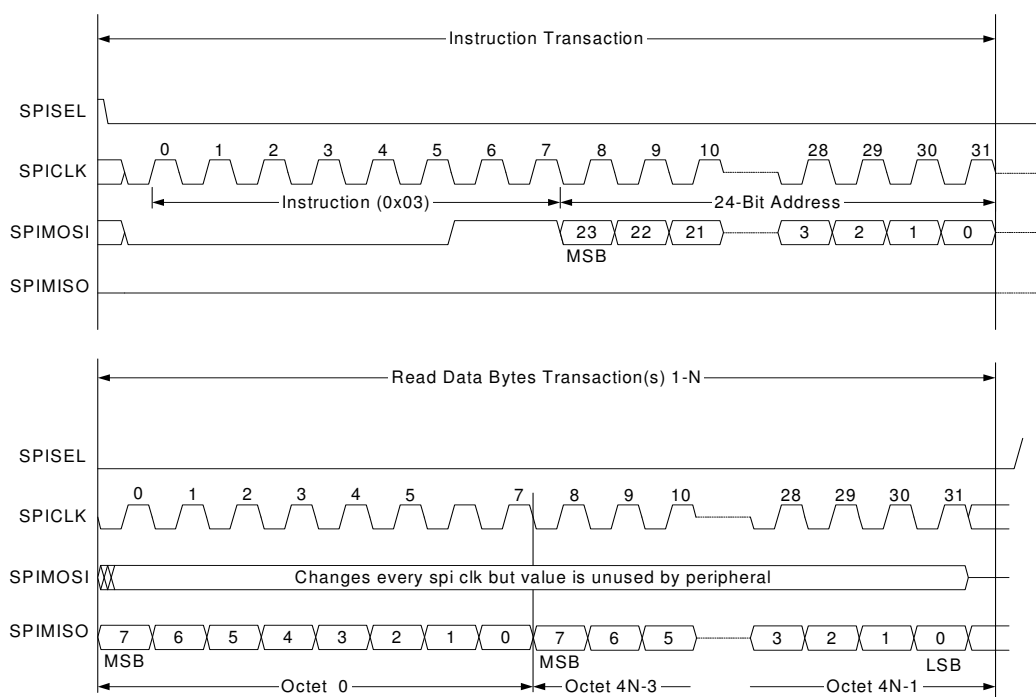 Instruction Transaction
SPISEL
0 1 2 3 4 5 6 7 8 9 10 28 29 30 31
SPICLK
Instruction (0x03) 24-Bit Address
SPIMOSI 23 22 21 3 2 1 0
MSB
SPIMISO
Read Data Bytes Transaction(s) 1-N
SPISEL
0 1 2 3 4 5 7 8 9 10 28 29 30 31
SPICLK
SPIMOSI Changes every spi clk but value is unused by peripheral
SPIMISO 7 6 5 4 3 2 1 0 7 6 5 3 2 1 0
MSB MSB LSB
Octet 0 Octet 4N-3 Octet 4N-1